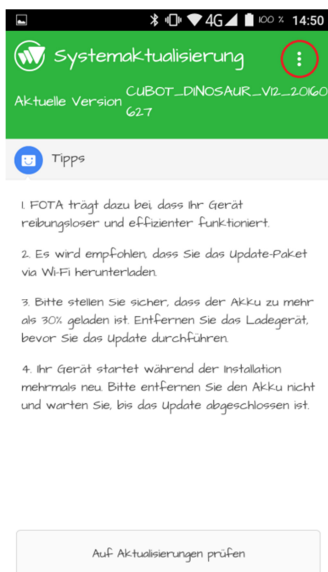 4G 100 % 14:50
Systemaktualisierung
Aktuelle Version CUBOT_DINOSAUR_V12_20160
627
Tipps
1. FOTA trägt dazu bei, dass Ihr Gerät
reibungsloser und effizienter funktioniert.
2. Es wird empfohlen, dass Sie das Update-Paket
via Wi-Fi herunterladen.
3. Bitte stellen Sie sicher, dass der Akku zu mehr
als 30% geladen ist. Entfernen Sie das Ladegerät,
bevor Sie das Update durchführen.
4. Ihr Gerät startet während der Installation
mehrmals neu. Bitte entfernen Sie den Akku nicht
und warten Sie, bis das Update abgeschlossen ist.
Auf Aktualisierungen prüfen